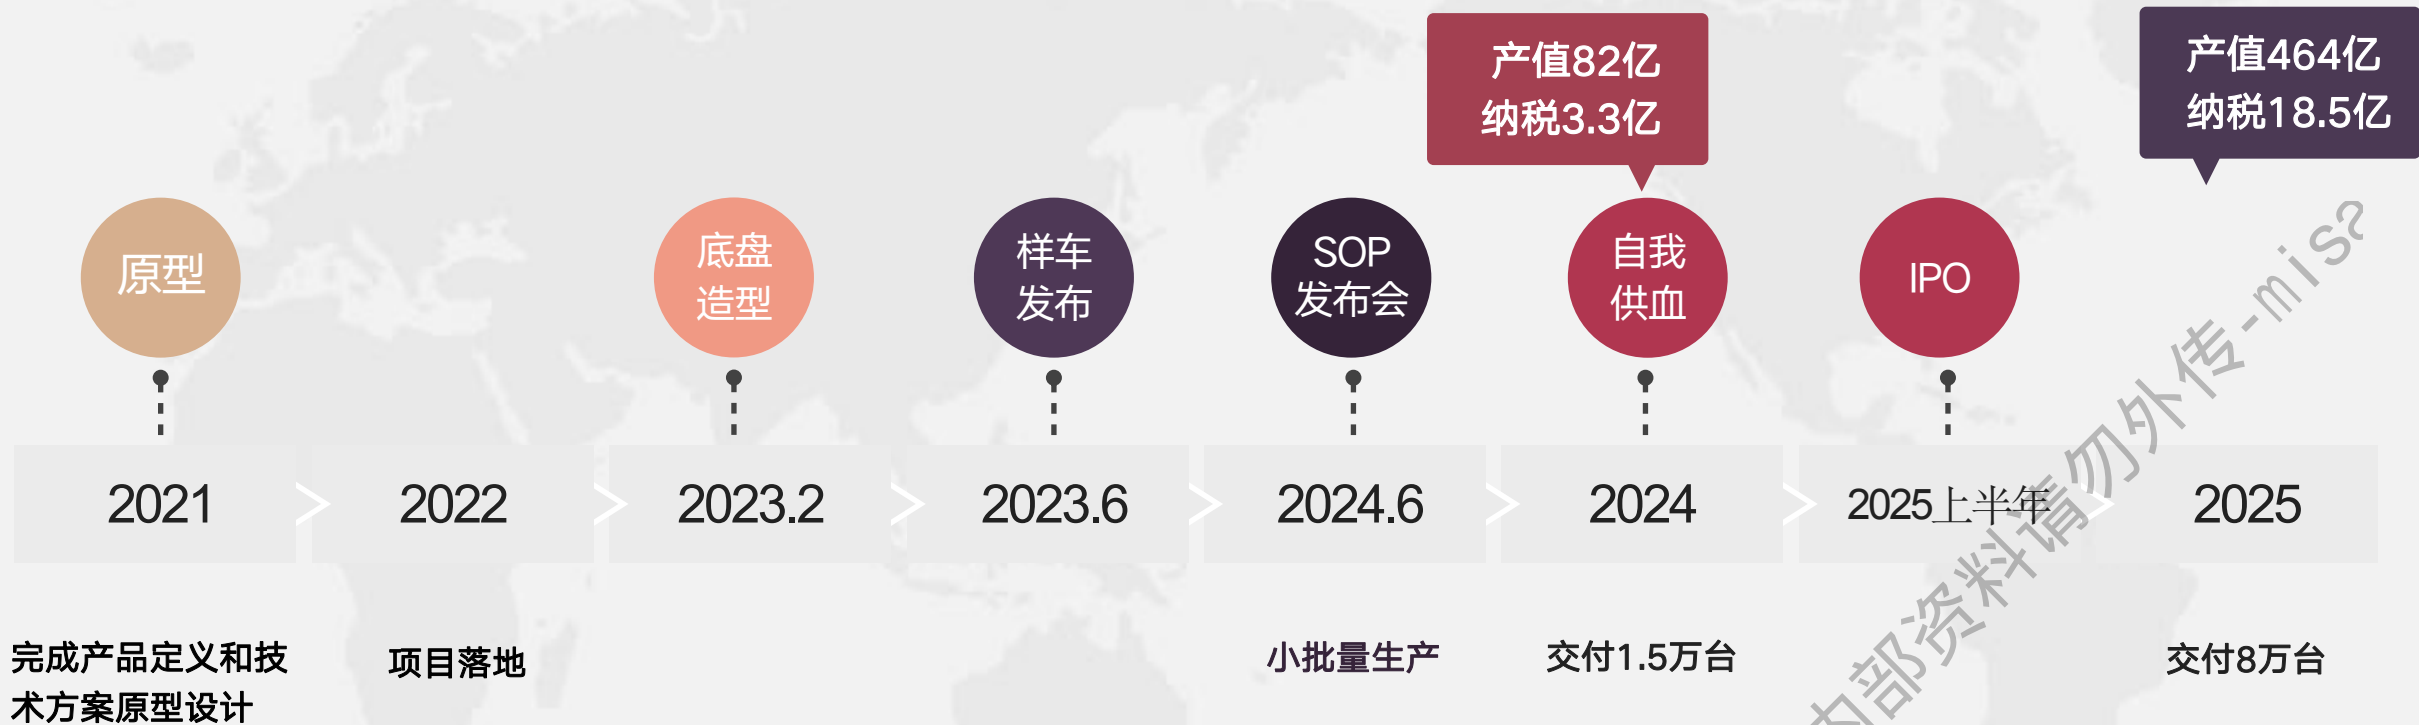 产值82亿
纳税3.3亿
产值464亿
纳税18.5亿
原型
底盘
造型
样车
发布
SOP
发布会
自我
供血
IPO
2021
2022
2023.2
2023.6
2024.6
2024
2025上半年
2025
完成产品定义和技
术方案原型设计
项目落地
小批量生产
交付1.5万台
交付8万台
内部资料请勿外传-misa